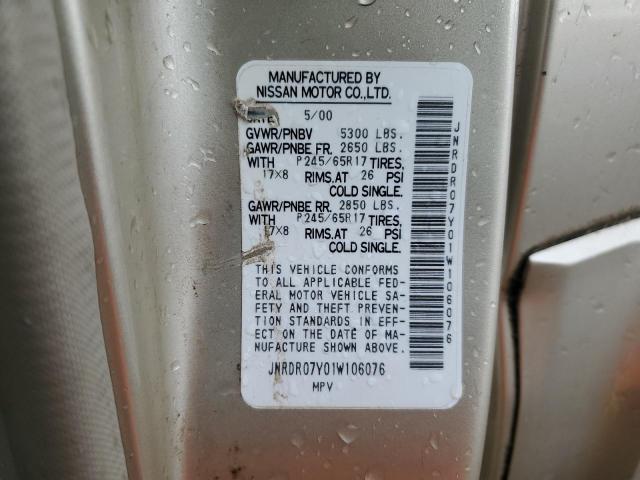 MANUFACTURED BY
NISSAN MOTOR CO.,LTD.
DATE 5/00
GVWR/PNBV 5300 LBS.
GAWR/PNBE FR. 2650 LBS.
WITH P245/65R17 TIRES,
17X8 RIMS.AT 26 PSI
COLD SINGLE.
GAWR/PNBE RR. 2850 LBS.
WITH P245/65R17 TIRES,
17X8 RIMS.AT 26 PSI
COLD SINGLE.
THIS VEHICLE CONFORMS
TO ALL APPLICABLE FED-
ERAL MOTOR VEHICLE SA-
FETY AND THEFT PREVEN-
TION STANDARDS IN EFF-
ECT ON THE DATE OF MA-
NUFACTURE SHOWN ABOVE.
JNRDR07Y01W106076
MPV
JNRDR07Y01W106076